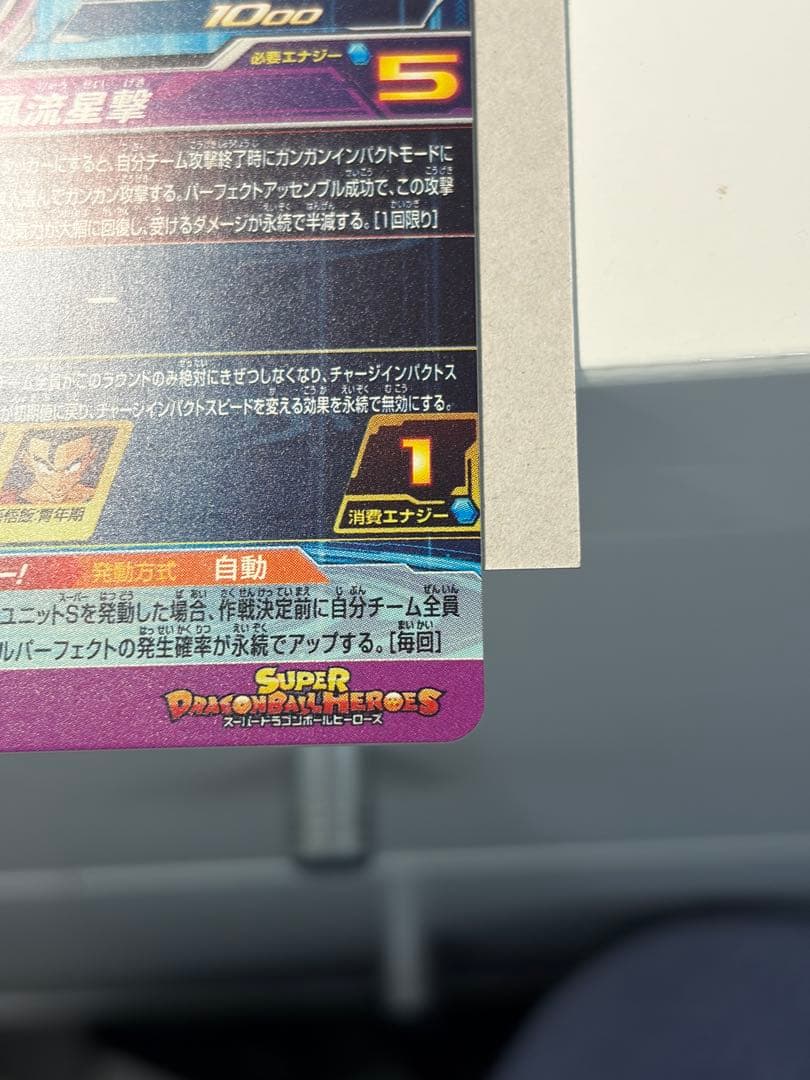 1000
必要エナジー 5
流星撃
にすると、自分チーム攻撃終了時にガンガンインパクトモードに
んでガンガン攻撃する。パーフェクトアッセンブル成功で、この攻撃
が大幅に回復し、受けるダメージが永続で半減する。[1回限り]
ー
ム全員がこのラウンドのみ絶対にきぜつしなくなり、チャージインパクトス
が初期値に戻り、チャージインパクトスピードを変える効果を永続で無効にする。
1
悟飯:青年期
消費エナジー
ー! 発動方式 自動
ユニットSを発動した場合、作戦決定前に自分チーム全員
ルパーフェクトの発生確率が永続でアップする。[毎回]
SUPER
DRAGONBALL HEROES
スーパードラゴンボールヒーローズ